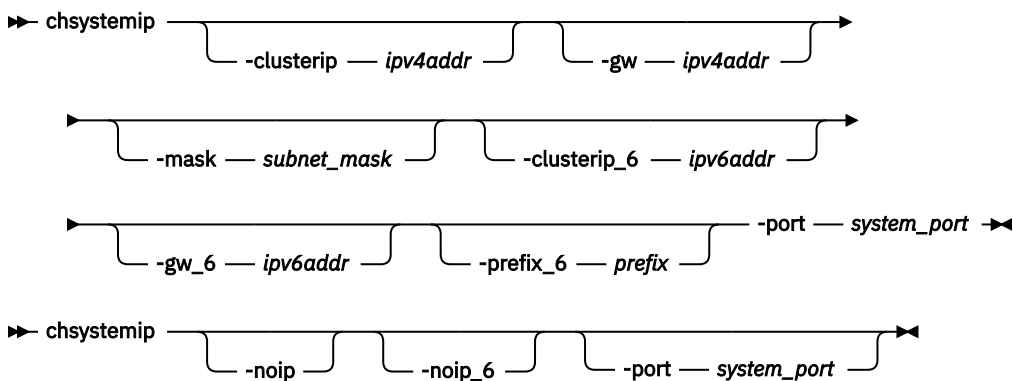 chsystemip
-clusterip ipv4addr -gw ipv4addr
-mask subnet_mask -clusterip_6 ipv6addr
-port system_port
-gw_6 ipv6addr -prefix_6 prefix
chsystemip
-noip -noip_6 -port system_port